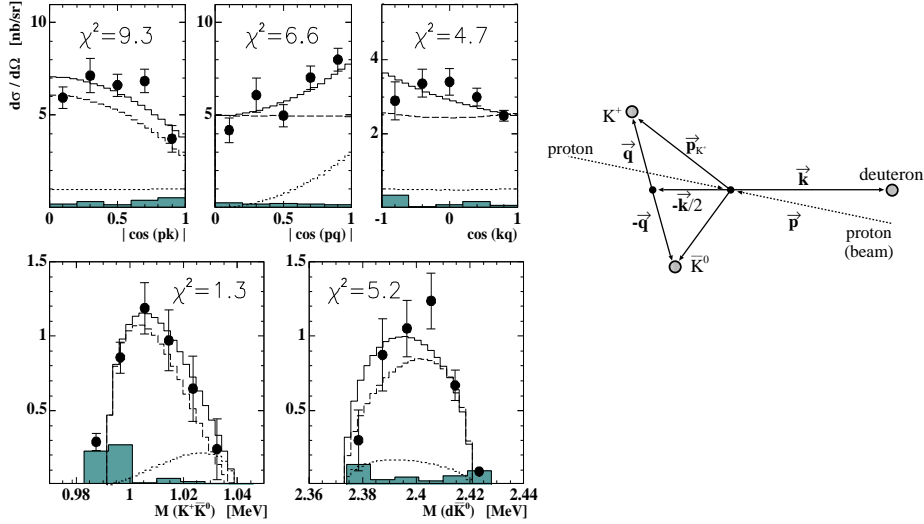 dσ / dΩ [nb/sr]
10
5
0
0.5
1
χ²=9.3
| cos (pk) |
10
5
0
0.5
1
χ²=6.6
| cos (pq) |
4
2
-1
0
1
χ²=4.7
cos (kq)
1.5
1
0.5
0.98
1
1.02
1.04
χ²=1.3
M (K⁺K̅⁰) [MeV]
1.5
1
0.5
2.36
2.38
2.4
2.42
2.44
χ²=5.2
M (dK̅⁰) [MeV]
K⁺
p⃗K⁺
q⃗
proton
k⃗
deuteron
-k⃗/2
-q⃗
p⃗
proton
(beam)
K̅⁰